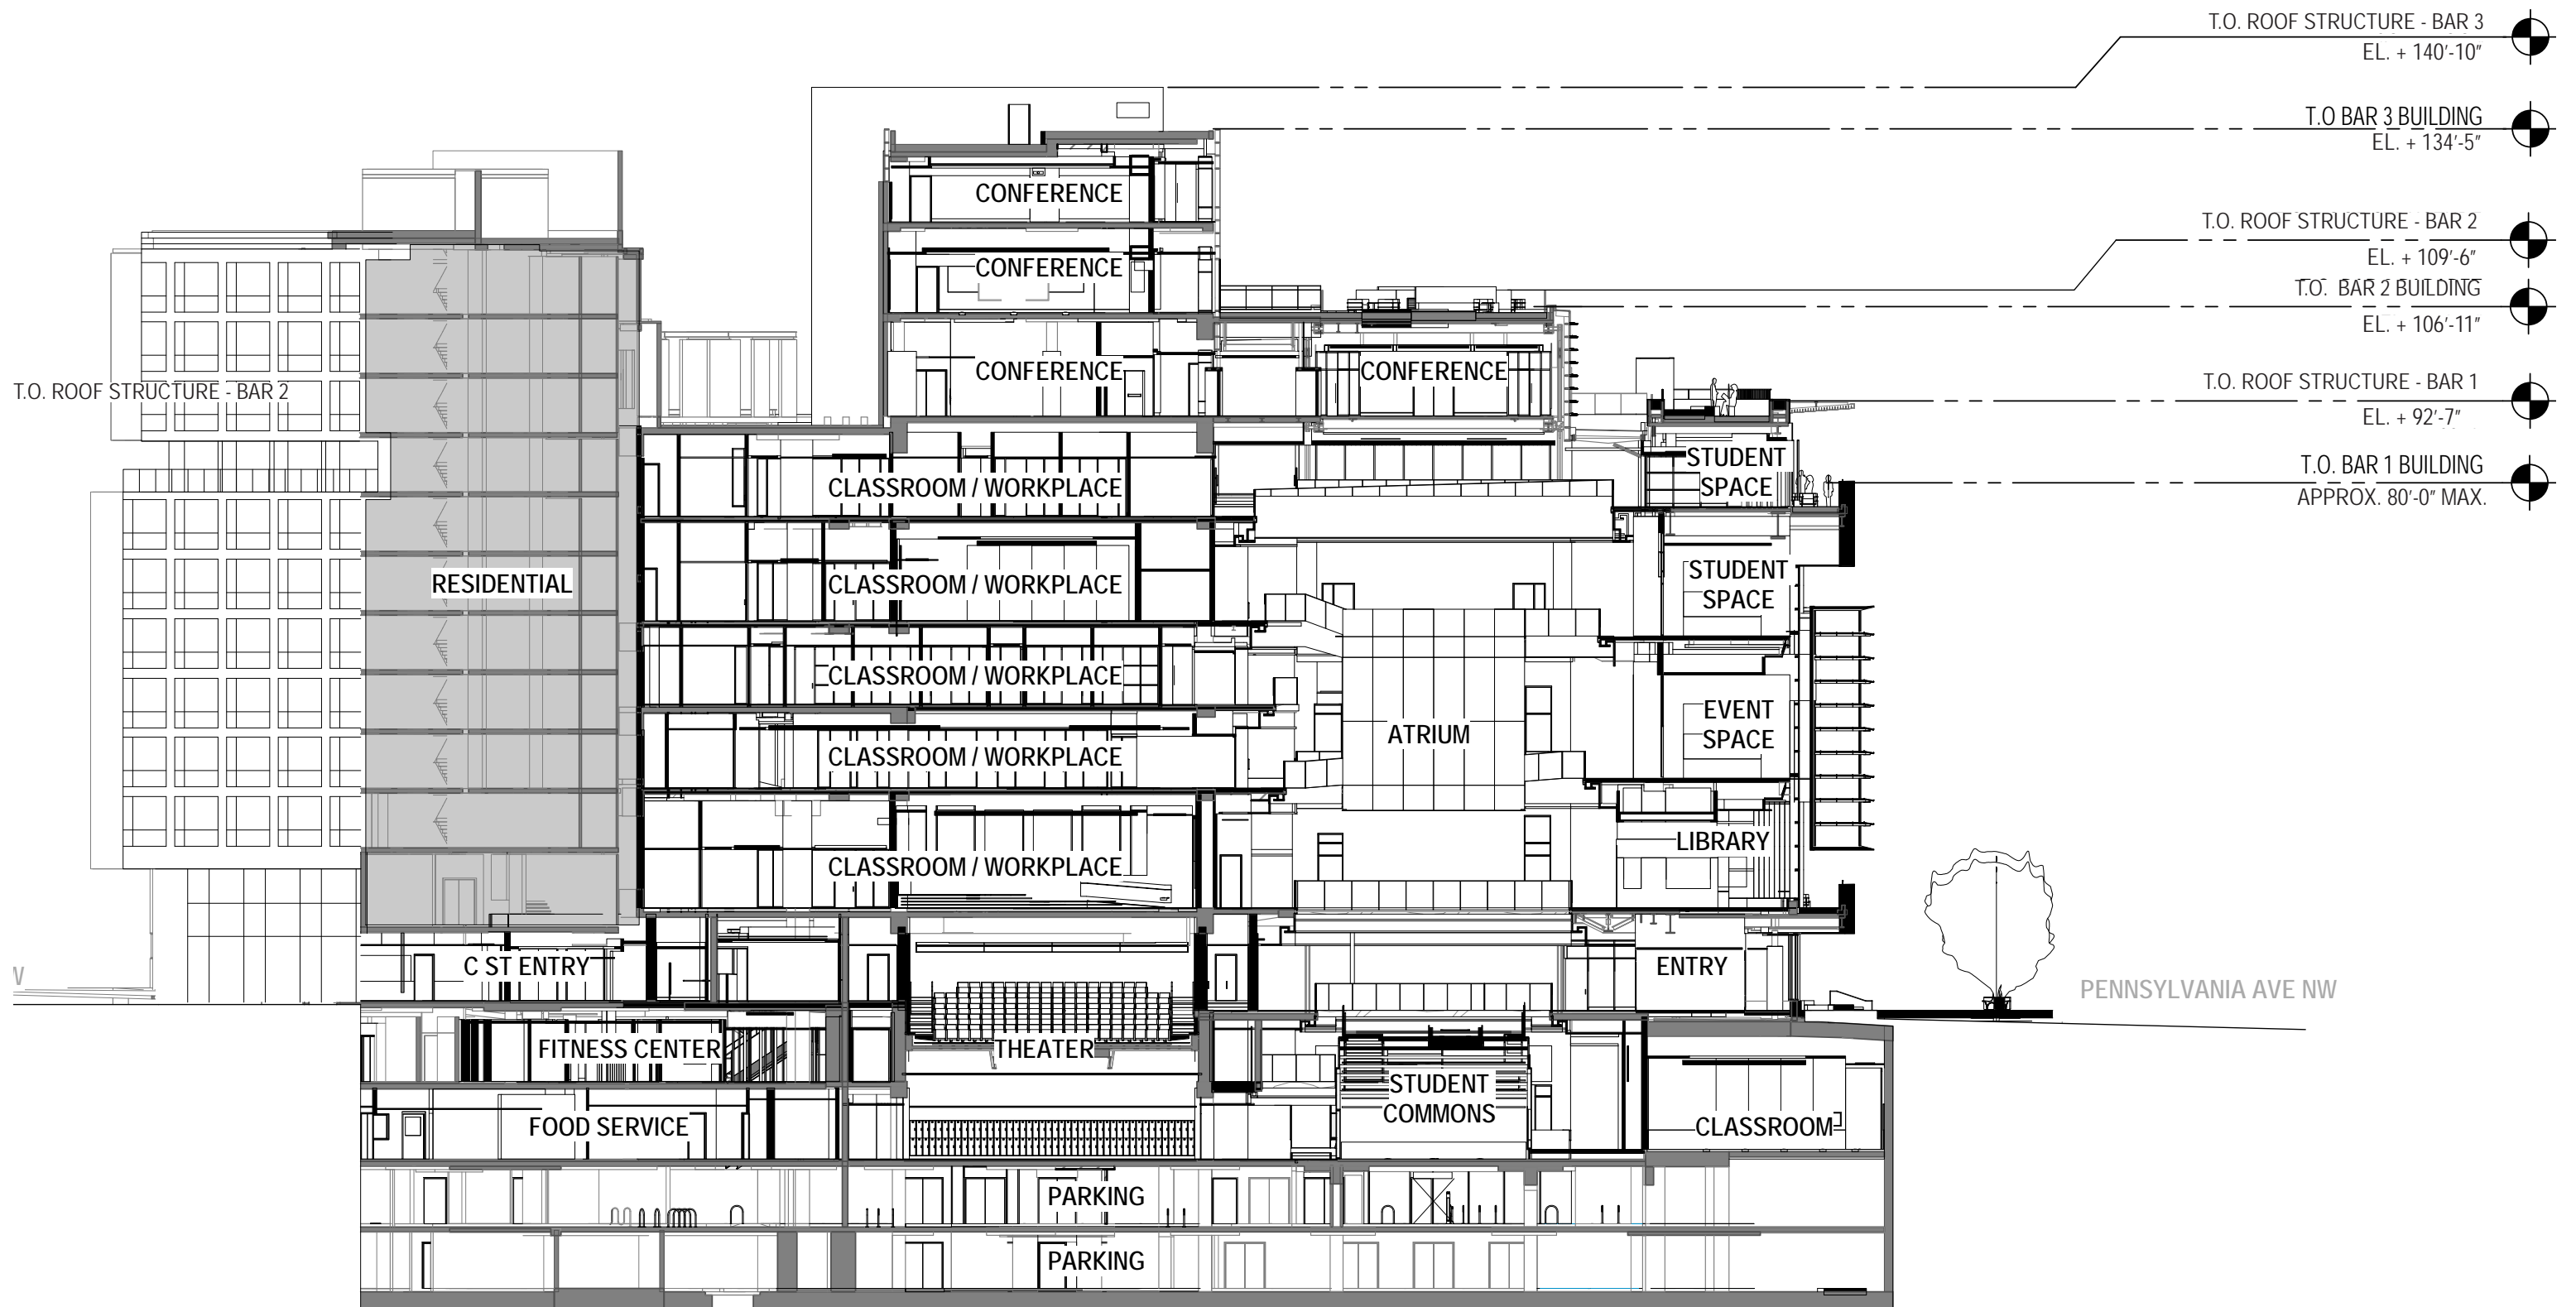 T.O. ROOF STRUCTURE - BAR 3
EL. + 140'-10"
T.O BAR 3 BUILDING
EL. + 134'-5"
T.O. ROOF STRUCTURE - BAR 2
EL. + 109'-6"
T.O. BAR 2 BUILDING
EL. + 106'-11"
T.O. ROOF STRUCTURE - BAR 1
EL. + 92'-7"
T.O. BAR 1 BUILDING
APPROX. 80'-0" MAX.
T.O. ROOF STRUCTURE - BAR 2
CONFERENCE
CONFERENCE
CONFERENCE
CONFERENCE
CLASSROOM / WORKPLACE
STUDENT
SPACE
RESIDENTIAL
CLASSROOM / WORKPLACE
STUDENT
SPACE
CLASSROOM / WORKPLACE
CLASSROOM / WORKPLACE
ATRIUM
EVENT
SPACE
CLASSROOM / WORKPLACE
LIBRARY
W
C ST ENTRY
ENTRY
PENNSYLVANIA AVE NW
FITNESS CENTER
THEATER
STUDENT
COMMONS
FOOD SERVICE
CLASSROOM
PARKING
PARKING